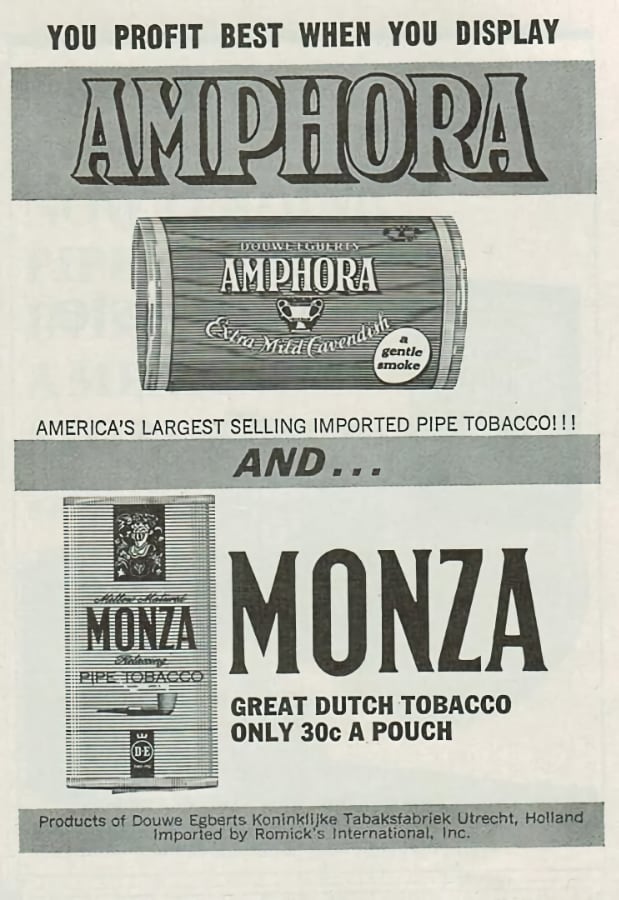 YOU PROFIT BEST WHEN YOU DISPLAY
AMPHORA
DOUWE EGBERTS
AMPHORA
Extra Mild Cavendish
a
gentle
smoke
AMERICA'S LARGEST SELLING IMPORTED PIPE TOBACCO!!!
AND...
Mellow Matured
MONZA
Relaxing
PIPE TOBACCO
D·E
MONZA
GREAT DUTCH TOBACCO
ONLY 30c A POUCH
Products of Douwe Egberts Koninklijke Tabaksfabriek Utrecht, Holland
Imported by Romick's International, Inc.